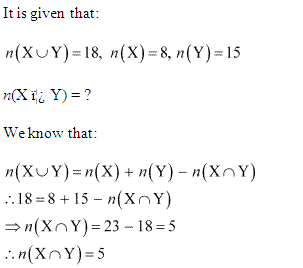 It is given that:
n(X∪Y)=18, n(X)=8, n(Y)=15
n(X ï¿ Y) = ?
We know that:
n(X∪Y)=n(X)+n(Y)−n(X∩Y)
∴18=8+15−n(X∩Y)
⇒n(X∩Y)=23−18=5
∴n(X∩Y)=5